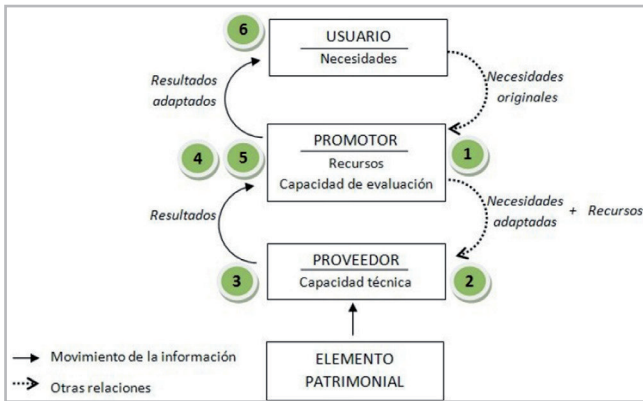 6
USUARIO
Necesidades
Resultados
adaptados
Necesidades
originales
4
5
PROMOTOR
Recursos
Capacidad de evaluación
1
Resultados
Necesidades
adaptadas
+ Recursos
3
PROVEEDOR
Capacidad técnica
2
Movimiento de la información
Otras relaciones
ELEMENTO
PATRIMONIAL